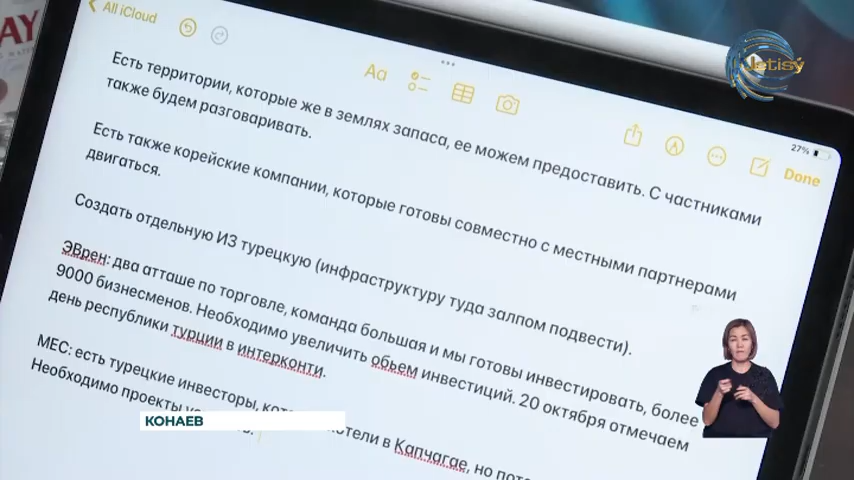 All iCloud
Jetisý
27%
Aa
Done
Есть территории, которые же в землях запаса, ее можем предоставить. С частниками
также будем разговаривать.
Есть также корейские компании, которые готовы совместно с местными партнерами
двигаться.
Создать отдельную ИЗ турецкую (инфраструктуру туда залпом подвести).
ЭВрен: два атташе по торговле, команда большая и мы готовы инвестировать, более
9000 бизнесменов. Необходимо увеличить обьем инвестиций. 20 октября отмечаем
день республики турции в интерконти.
МЕС: есть турецкие инвесторы, в Капчагае, но
Необходимо проекты
КОНАЕВ